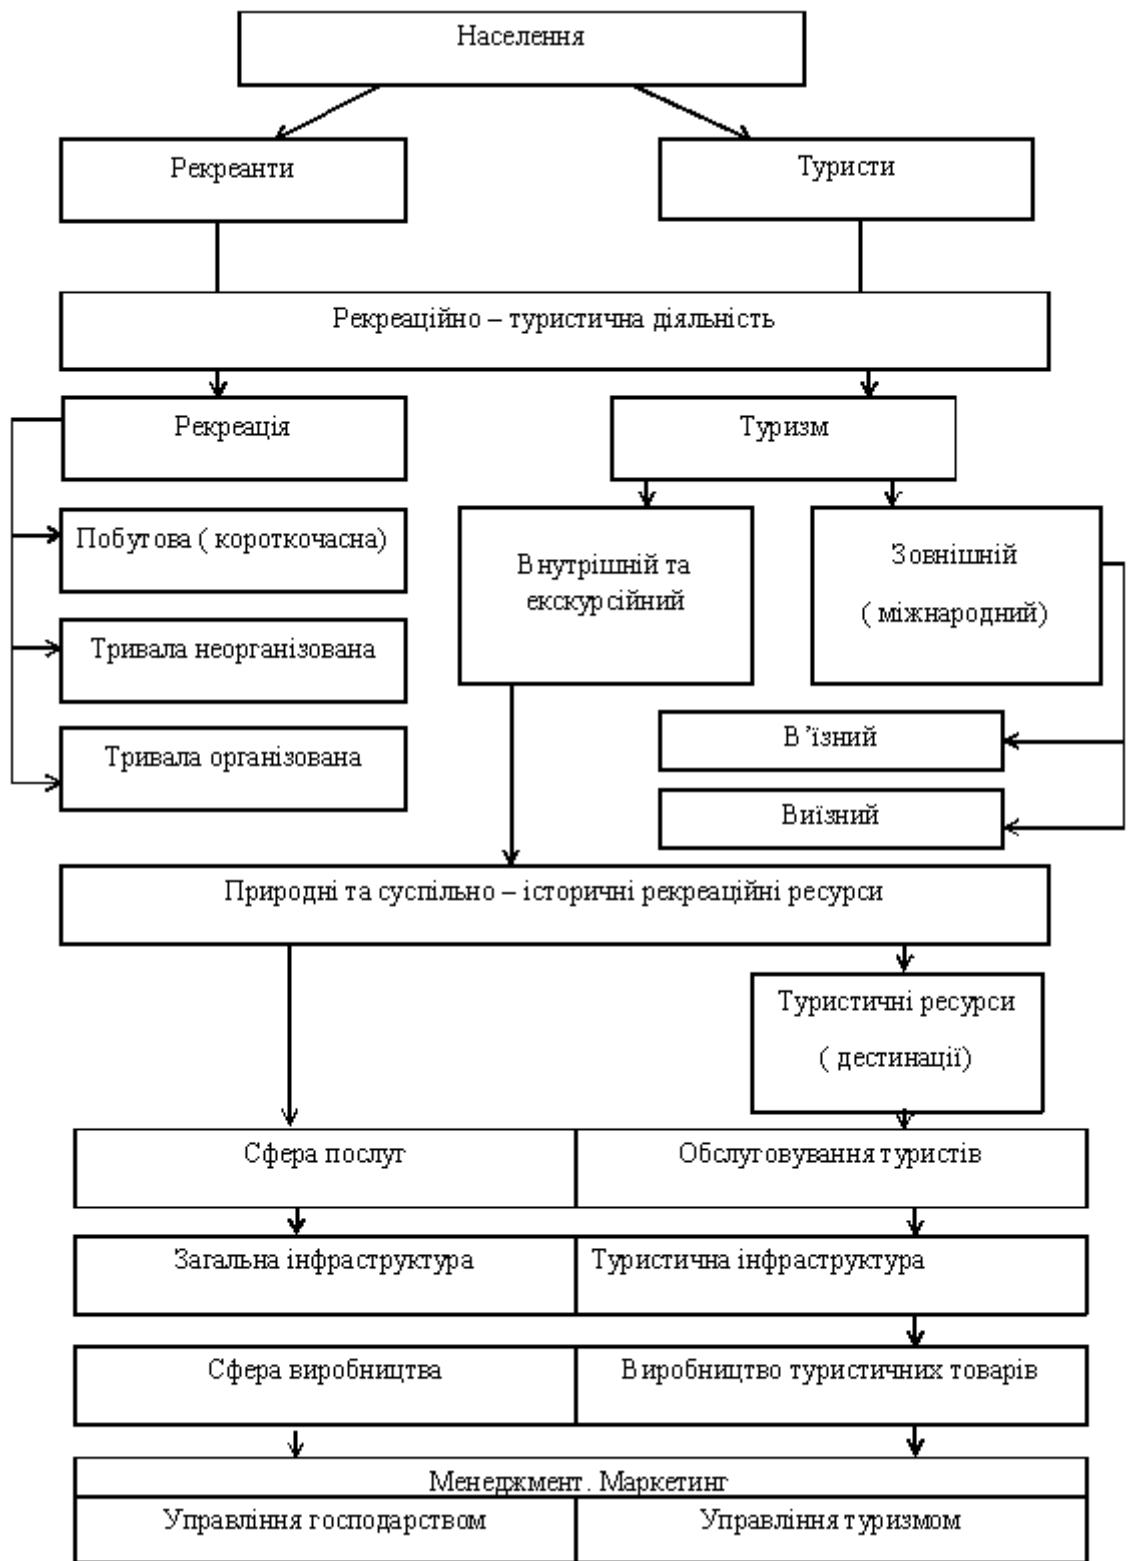 Населення
Рекреанти
Туристи
Рекреаційно – туристична діяльність
Рекреація
Туризм
Побутова ( короткочасна)
Внутрішній та
екскурсійний
Зовнішній
( міжнародний)
Тривала неорганізована
Тривала організована
В’їзний
Виїзний
Природні та суспільно – історичні рекреаційні ресурси
Туристичні ресурси
( дестинації)
Сфера послуг
Обслуговування туристів
Загальна інфраструктура
Туристична інфраструктура
Сфера виробництва
Виробництво туристичних товарів
Менеджмент. Маркетинг
Управління господарством
Управління туризмом